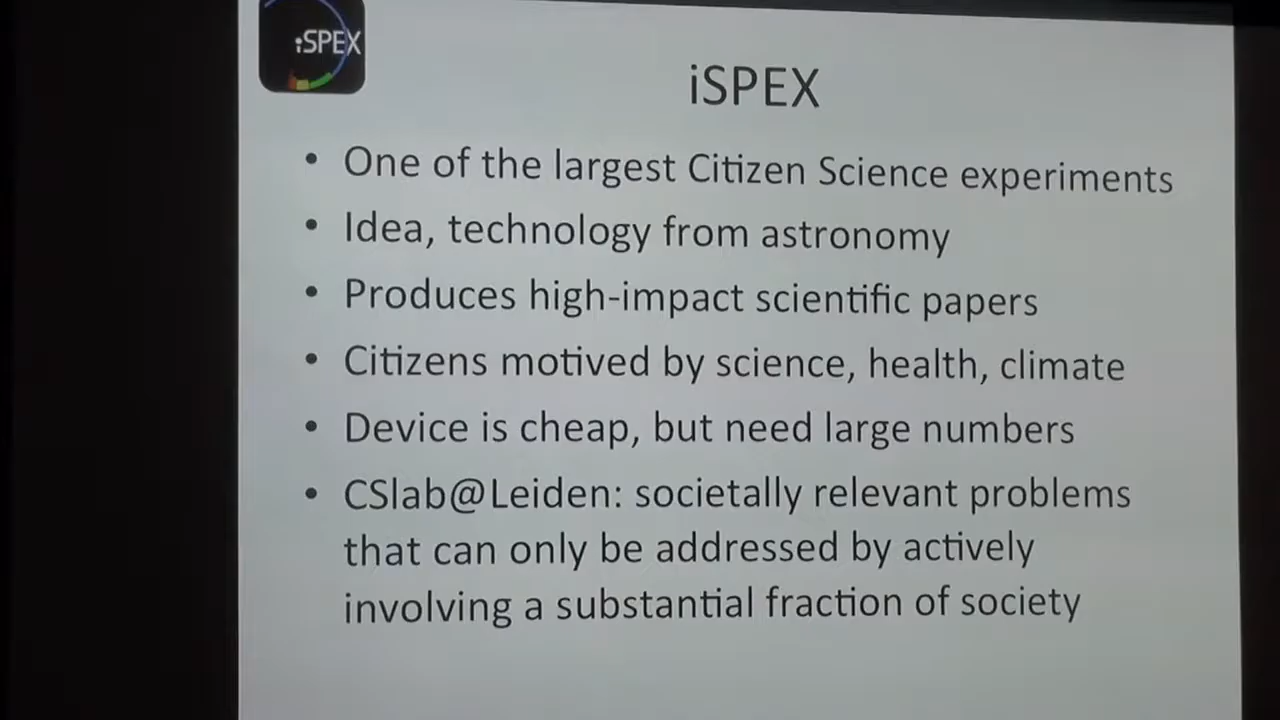 iSPEX
iSPEX
• One of the largest Citizen Science experiments
• Idea, technology from astronomy
• Produces high-impact scientific papers
• Citizens motived by science, health, climate
• Device is cheap, but need large numbers
• CSlab@Leiden: societally relevant problems
that can only be addressed by actively
involving a substantial fraction of society